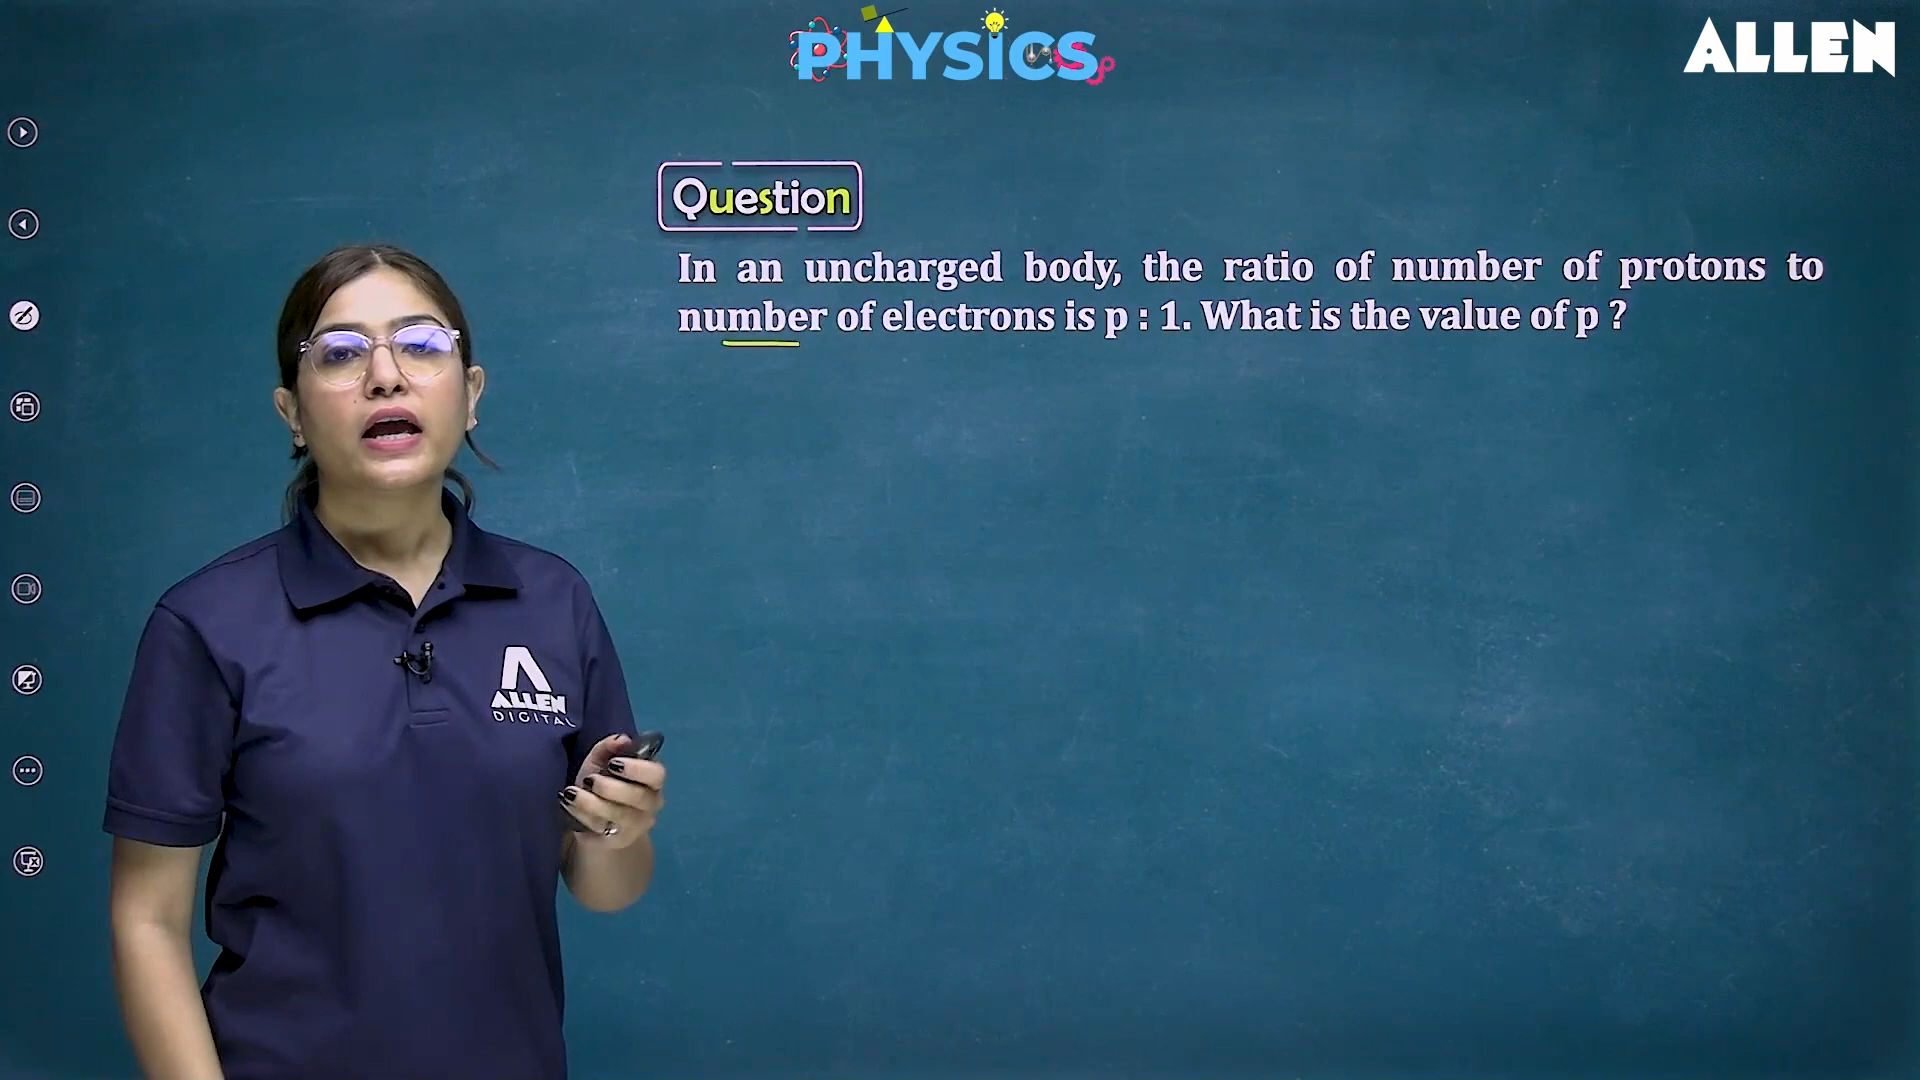 PHYSICS
ALLEN
Question
In an uncharged body, the ratio of number of protons to
number of electrons is p : 1. What is the value of p ?
ALLEN
DIGITAL